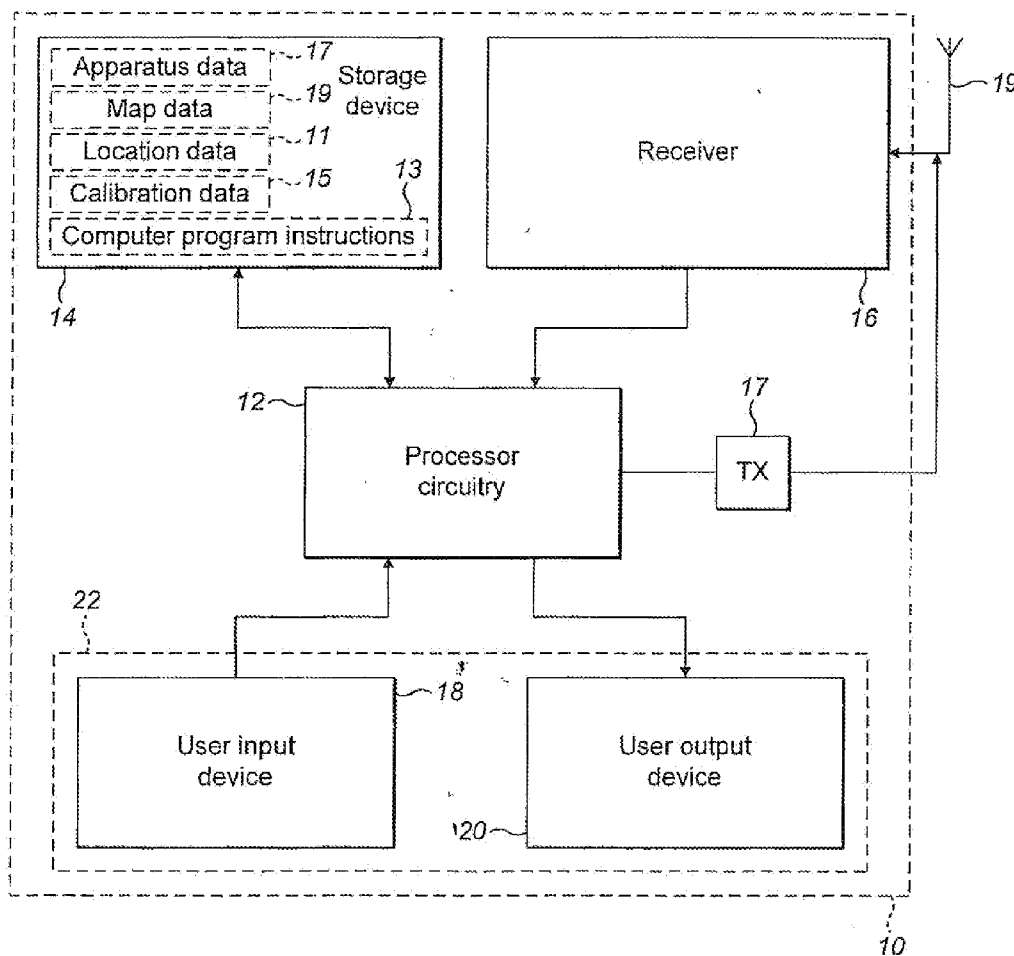 17
Apparatus data
Storage
device
19
Map data
11
Location data
15
Calibration data
13
Computer program instructions
14
Receiver
16
19
12
Processor
circuitry
17
TX
22
User input
device
18
User output
device
20
10